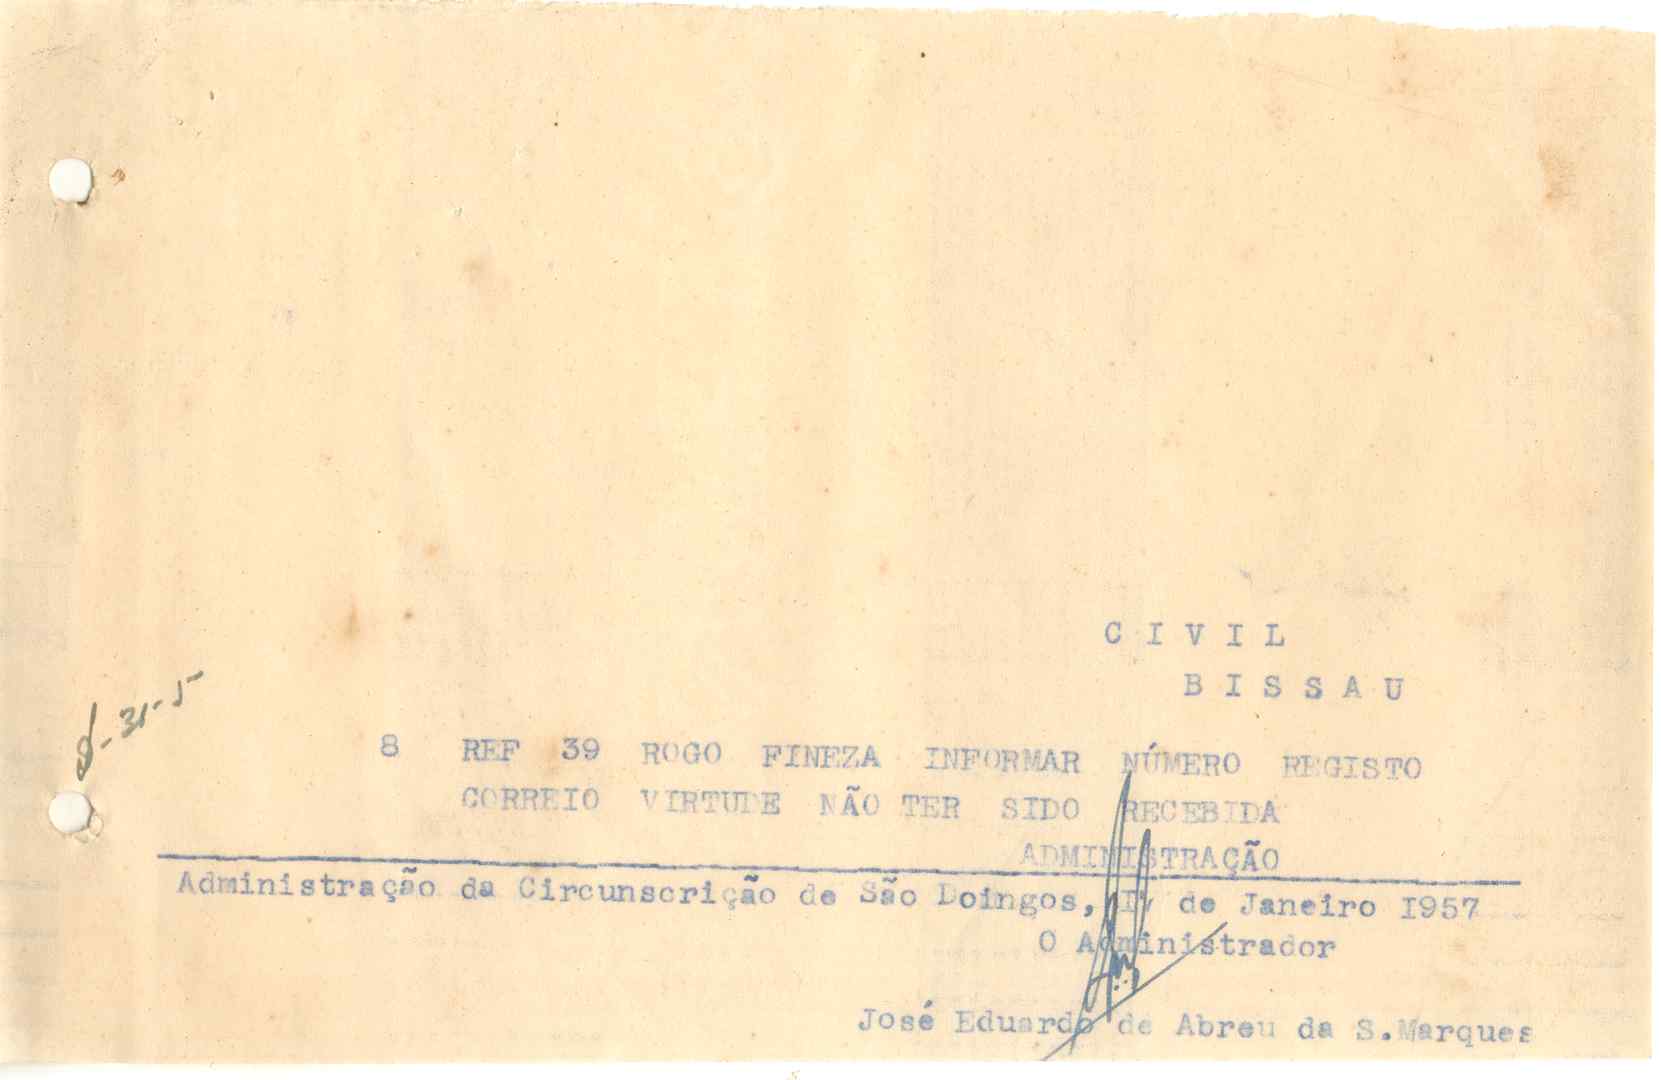 C I V I L
B I S S A U
8 REF 39 ROGO FINEZA INFORMAR NÚMERO REGISTO
CORREIO VIRTUDE NÃO TER SIDO RECEBIDA
ADMINISTRAÇÃO
Administração da Circunscrição de São Doingos, de Janeiro I957
O Administrador
José Eduardo de Abreu da S.Marques